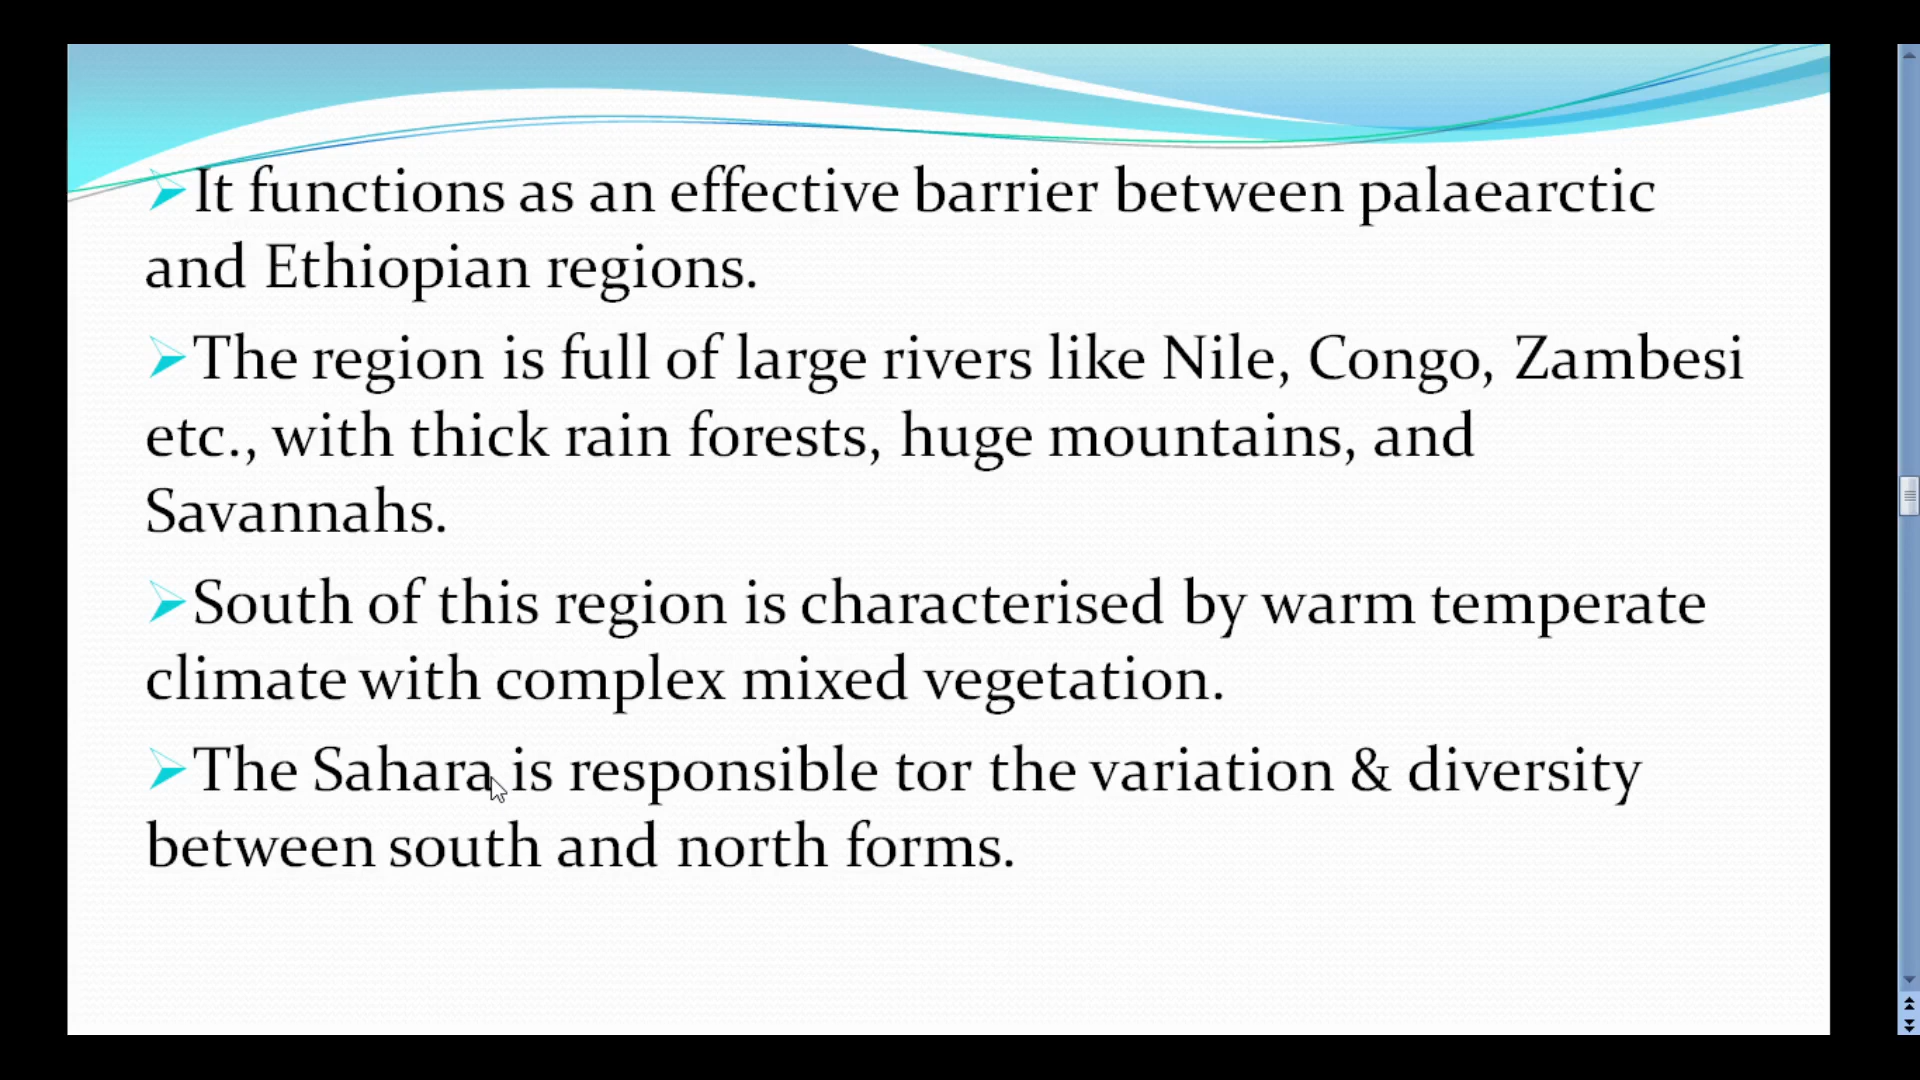 It functions as an effective barrier between palaearctic
and Ethiopian regions.
The region is full of large rivers like Nile, Congo, Zambesi
etc., with thick rain forests, huge mountains, and
Savannahs.
South of this region is characterised by warm temperate
climate with complex mixed vegetation.
The Sahara is responsible tor the variation & diversity
between south and north forms.